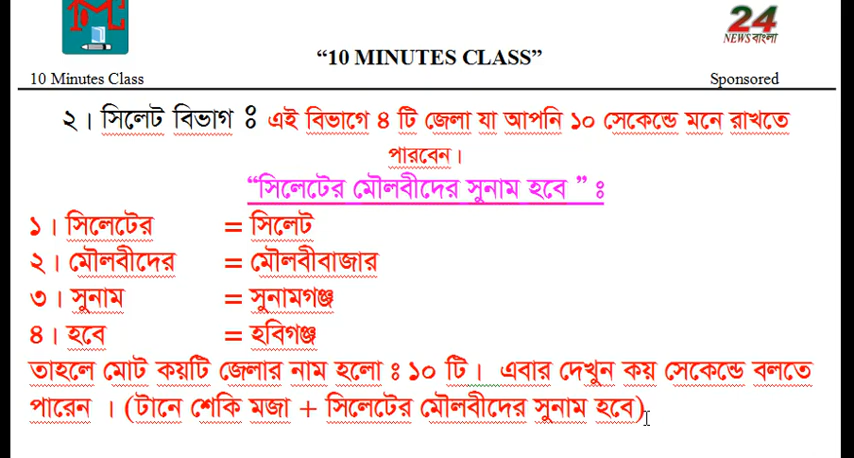 MC
24
NEWSবাংলা
“10 MINUTES CLASS”
10 Minutes Class Sponsored
২। সিলেট বিভাগ ঃ এই বিভাগে ৪ টি জেলা যা আপনি ১০ সেকেন্ডে মনে রাখতে
পারবেন।
“সিলেটের মৌলবীদের সুনাম হবে ” ঃ
১। সিলেটের = সিলেট
২। মৌলবীদের = মৌলবীবাজার
৩। সুনাম = সুনামগঞ্জ
৪। হবে = হবিগঞ্জ
তাহলে মোট কয়টি জেলার নাম হলো ঃ ১০ টি। এবার দেখুন কয় সেকেন্ডে বলতে
পারেন । (টানে শেকি মজা + সিলেটের মৌলবীদের সুনাম হবে)